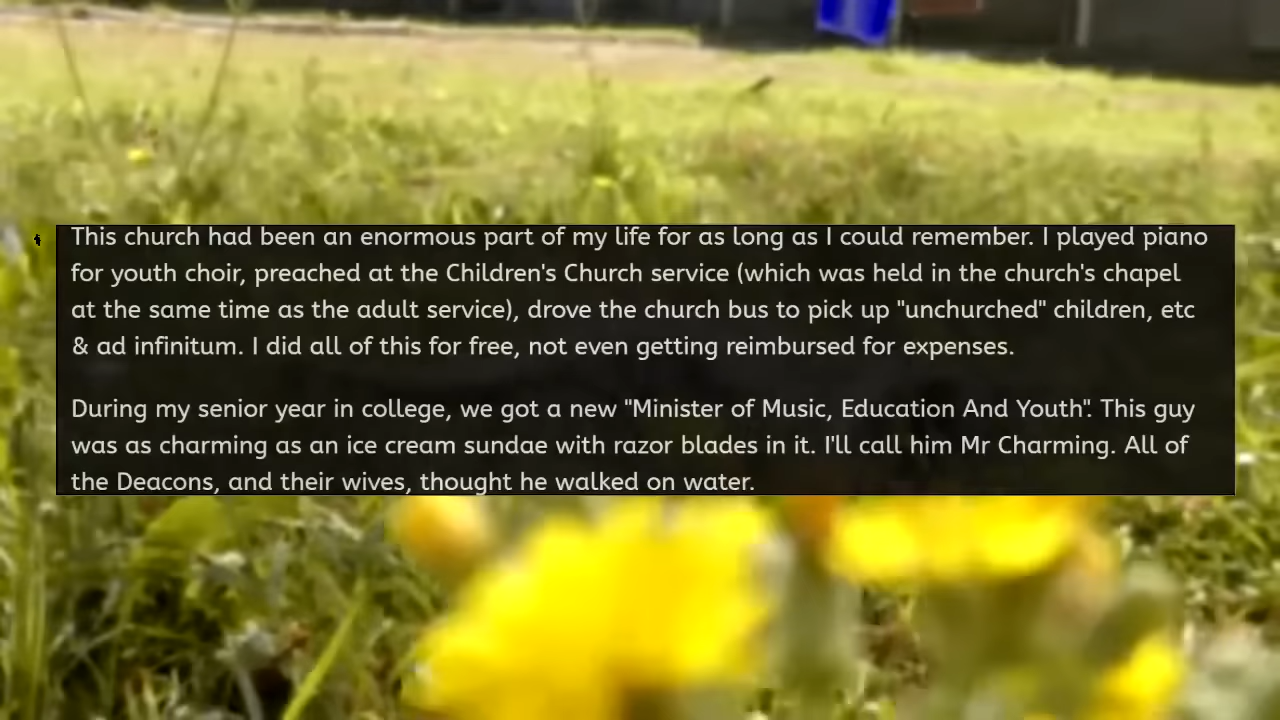 This church had been an enormous part of my life for as long as I could remember. I played piano
for youth choir, preached at the Children's Church service (which was held in the church's chapel
at the same time as the adult service), drove the church bus to pick up "unchurched" children, etc
& ad infinitum. I did all of this for free, not even getting reimbursed for expenses.
During my senior year in college, we got a new "Minister of Music, Education And Youth". This guy
was as charming as an ice cream sundae with razor blades in it. I'll call him Mr Charming. All of
the Deacons, and their wives, thought he walked on water.